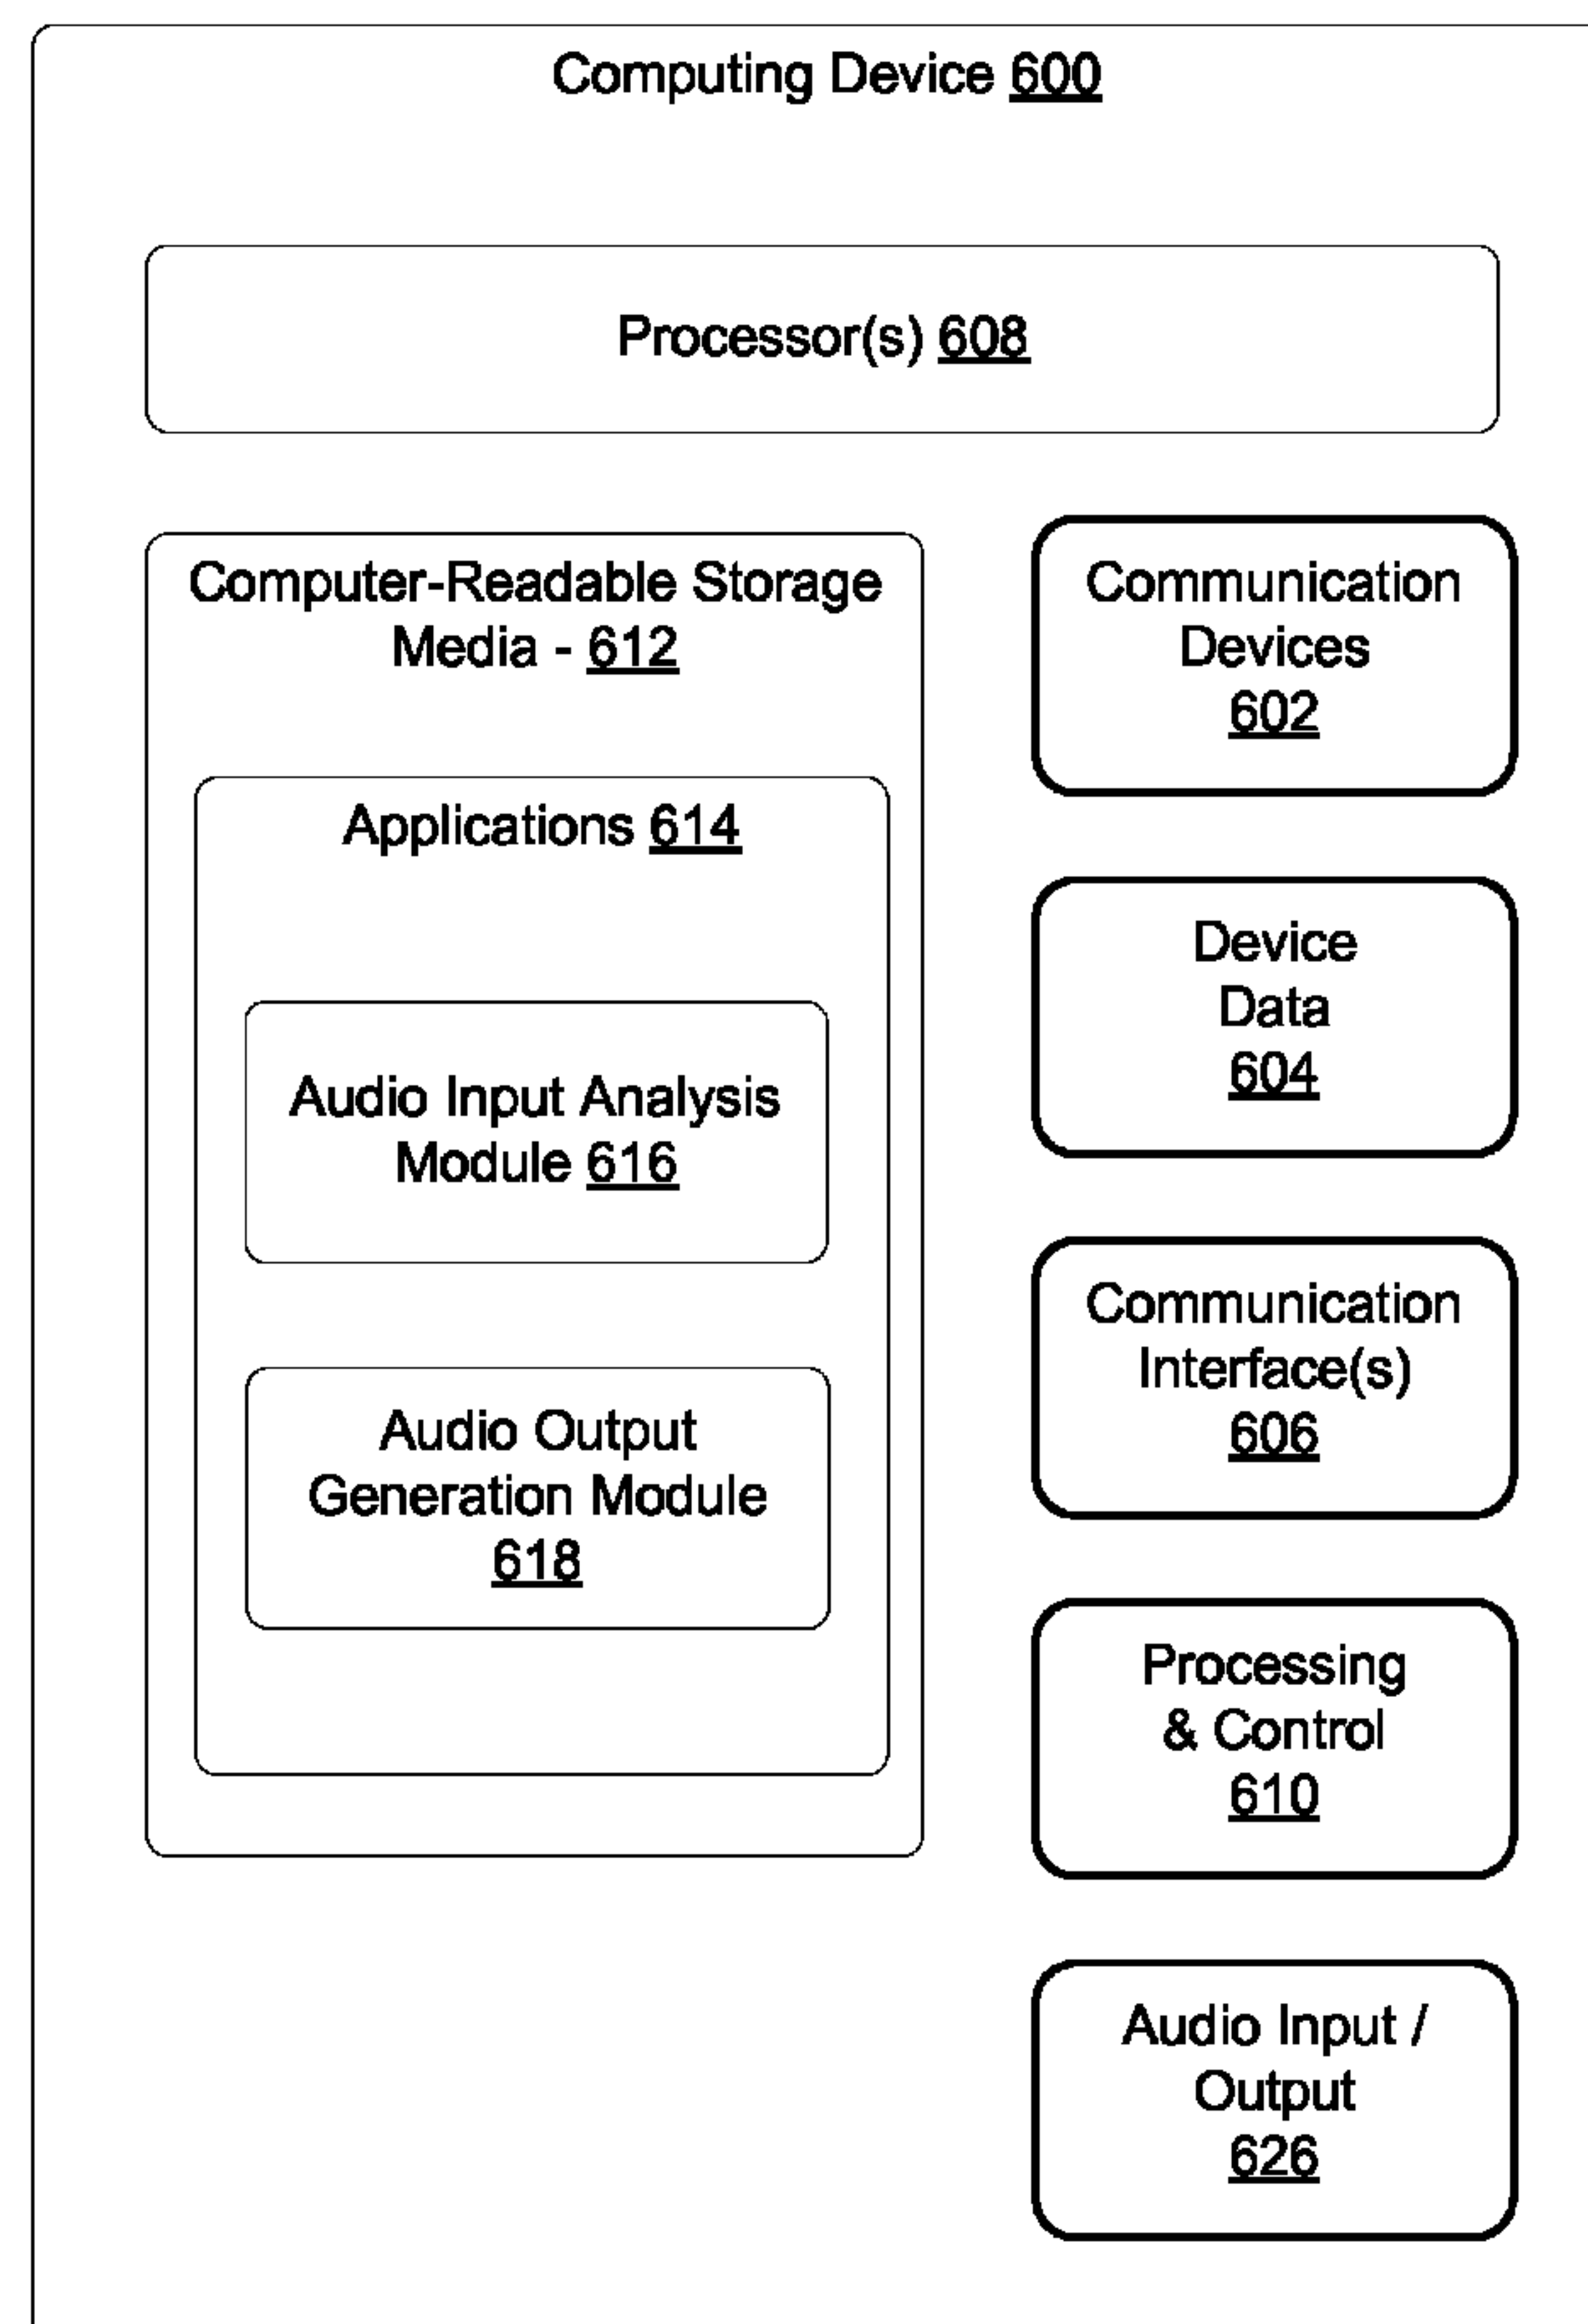 Computing Device 600
Processor(s) 608
Computer-Readable Storage
Media - 612
Applications 614
Audio Input Analysis
Module 616
Audio Output
Generation Module
618
Communication
Devices
602
Device
Data
604
Communication
Interface(s)
606
Processing
& Control
610
Audio Input /
Output
626